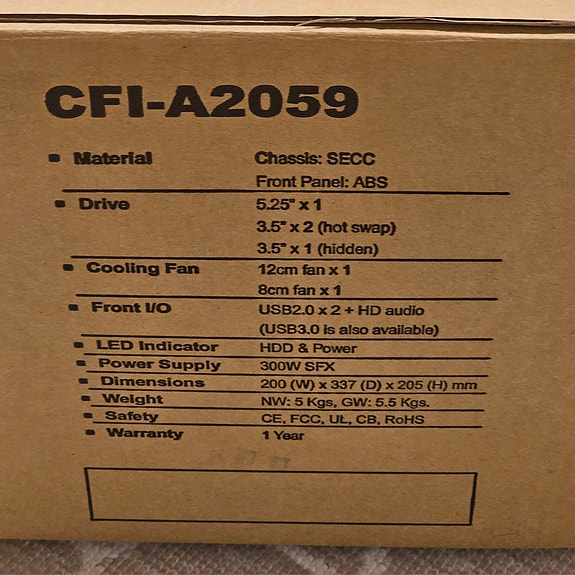 CFI-A2059
▪ Material Chassis: SECC
Front Panel: ABS
▪ Drive 5.25" x 1
3.5" x 2 (hot swap)
3.5" x 1 (hidden)
▪ Cooling Fan 12cm fan x 1
8cm fan x 1
▪ Front I/O USB2.0 x 2 + HD audio
(USB3.0 is also available)
▪ LED Indicator HDD & Power
▪ Power Supply 300W SFX
▪ Dimensions 200 (W) x 337 (D) x 205 (H) mm
▪ Weight NW: 5 Kgs, GW: 5.5 Kgs.
▪ Safety CE, FCC, UL, CB, RoHS
▪ Warranty 1 Year